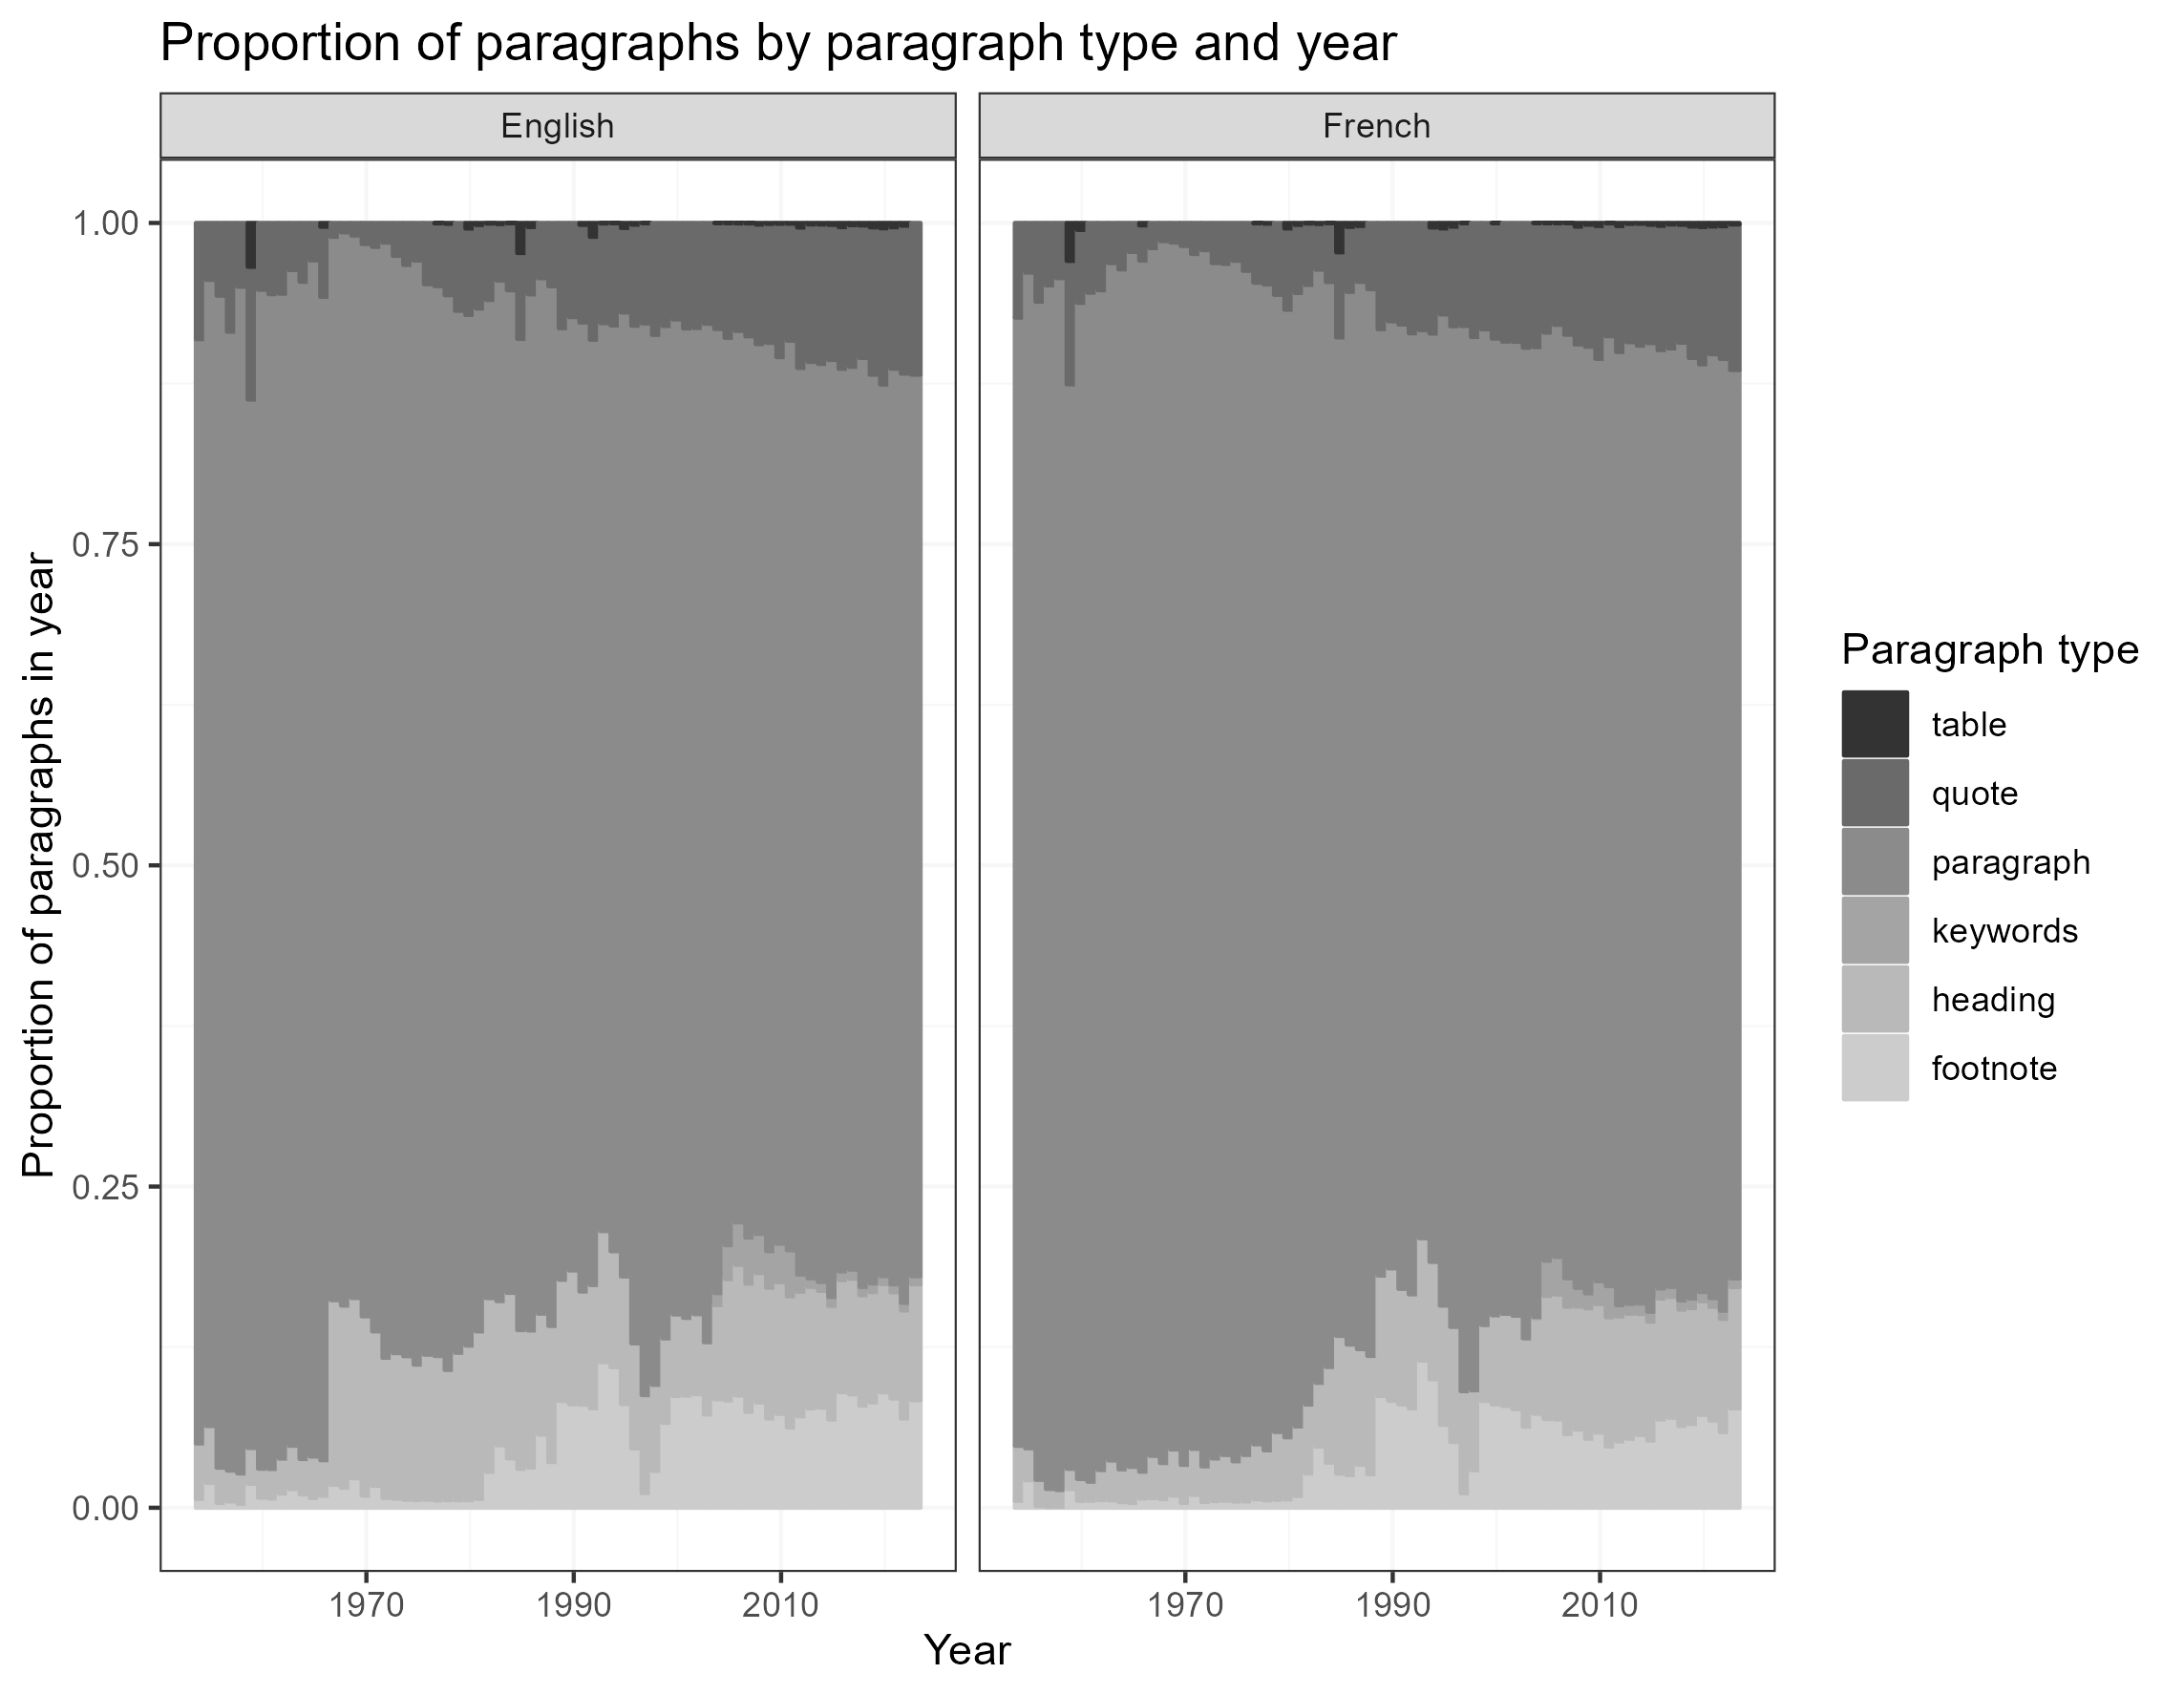 Proportion of paragraphs by paragraph type and year
English
French
1.00
0.75
0.50
0.25
0.00
Proportion of paragraphs in year
1970
1990
2010
1970
1990
2010
Year
Paragraph type
table
quote
paragraph
keywords
heading
footnote